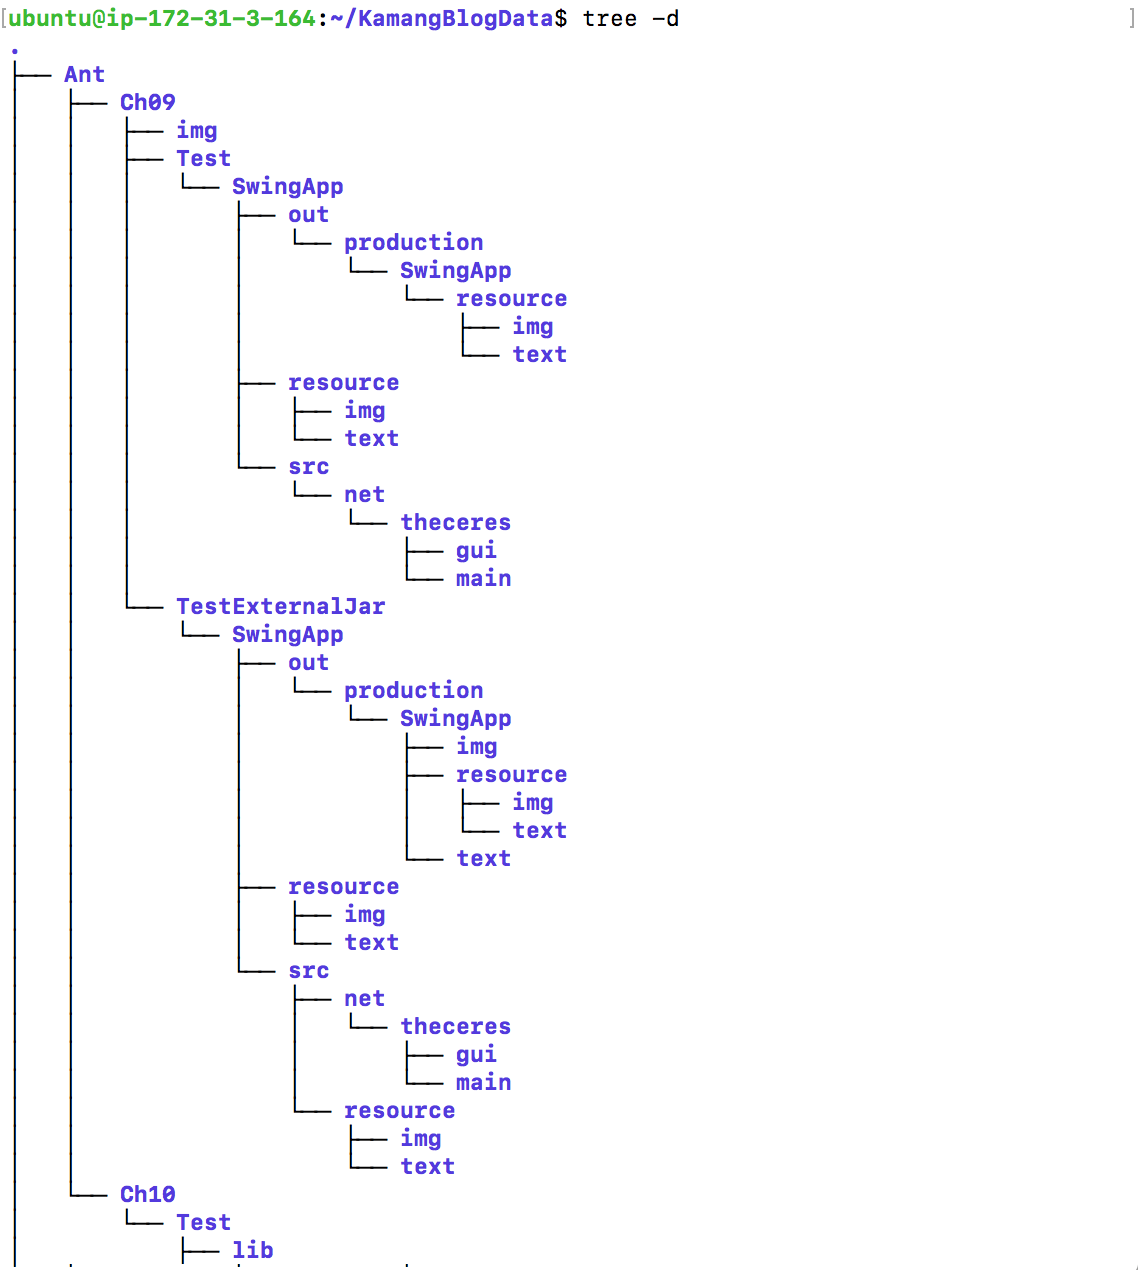 [ubuntu@ip-172-31-3-164:~/KamangBlogData$ tree -d ]
.
├── Ant
│   ├── Ch09
│   │   ├── img
│   │   ├── Test
│   │   │   └── SwingApp
│   │   │       ├── out
│   │   │       │   └── production
│   │   │       │       └── SwingApp
│   │   │       │           └── resource
│   │   │       │               ├── img
│   │   │       │               └── text
│   │   │       ├── resource
│   │   │       │   ├── img
│   │   │       │   └── text
│   │   │       └── src
│   │   │           └── net
│   │   │               └── theceres
│   │   │                   ├── gui
│   │   │                   └── main
│   │   └── TestExternalJar
│   │       └── SwingApp
│   │           ├── out
│   │           │   └── production
│   │           │       └── SwingApp
│   │           │           ├── img
│   │           │           ├── resource
│   │           │           │   ├── img
│   │           │           │   └── text
│   │           │           └── text
│   │           ├── resource
│   │           │   ├── img
│   │           │   └── text
│   │           └── src
│   │               ├── net
│   │               │   └── theceres
│   │               │       ├── gui
│   │               │       └── main
│   │               └── resource
│   │                   ├── img
│   │                   └── text
│   └── Ch10
│       └── Test
│           ├── lib